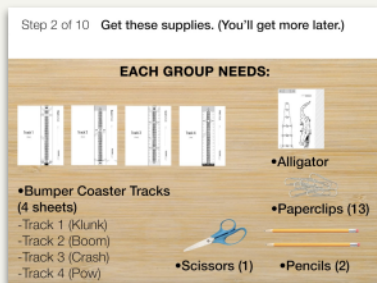 Step 2 of 10 Get these supplies. (You'll get more later.)
EACH GROUP NEEDS:
•Bumper Coaster Tracks
(4 sheets)
-Track 1 (Klunk)
-Track 2 (Boom)
-Track 3 (Crash)
-Track 4 (Pow)
•Scissors (1)
•Alligator
•Paperclips (13)
•Pencils (2)